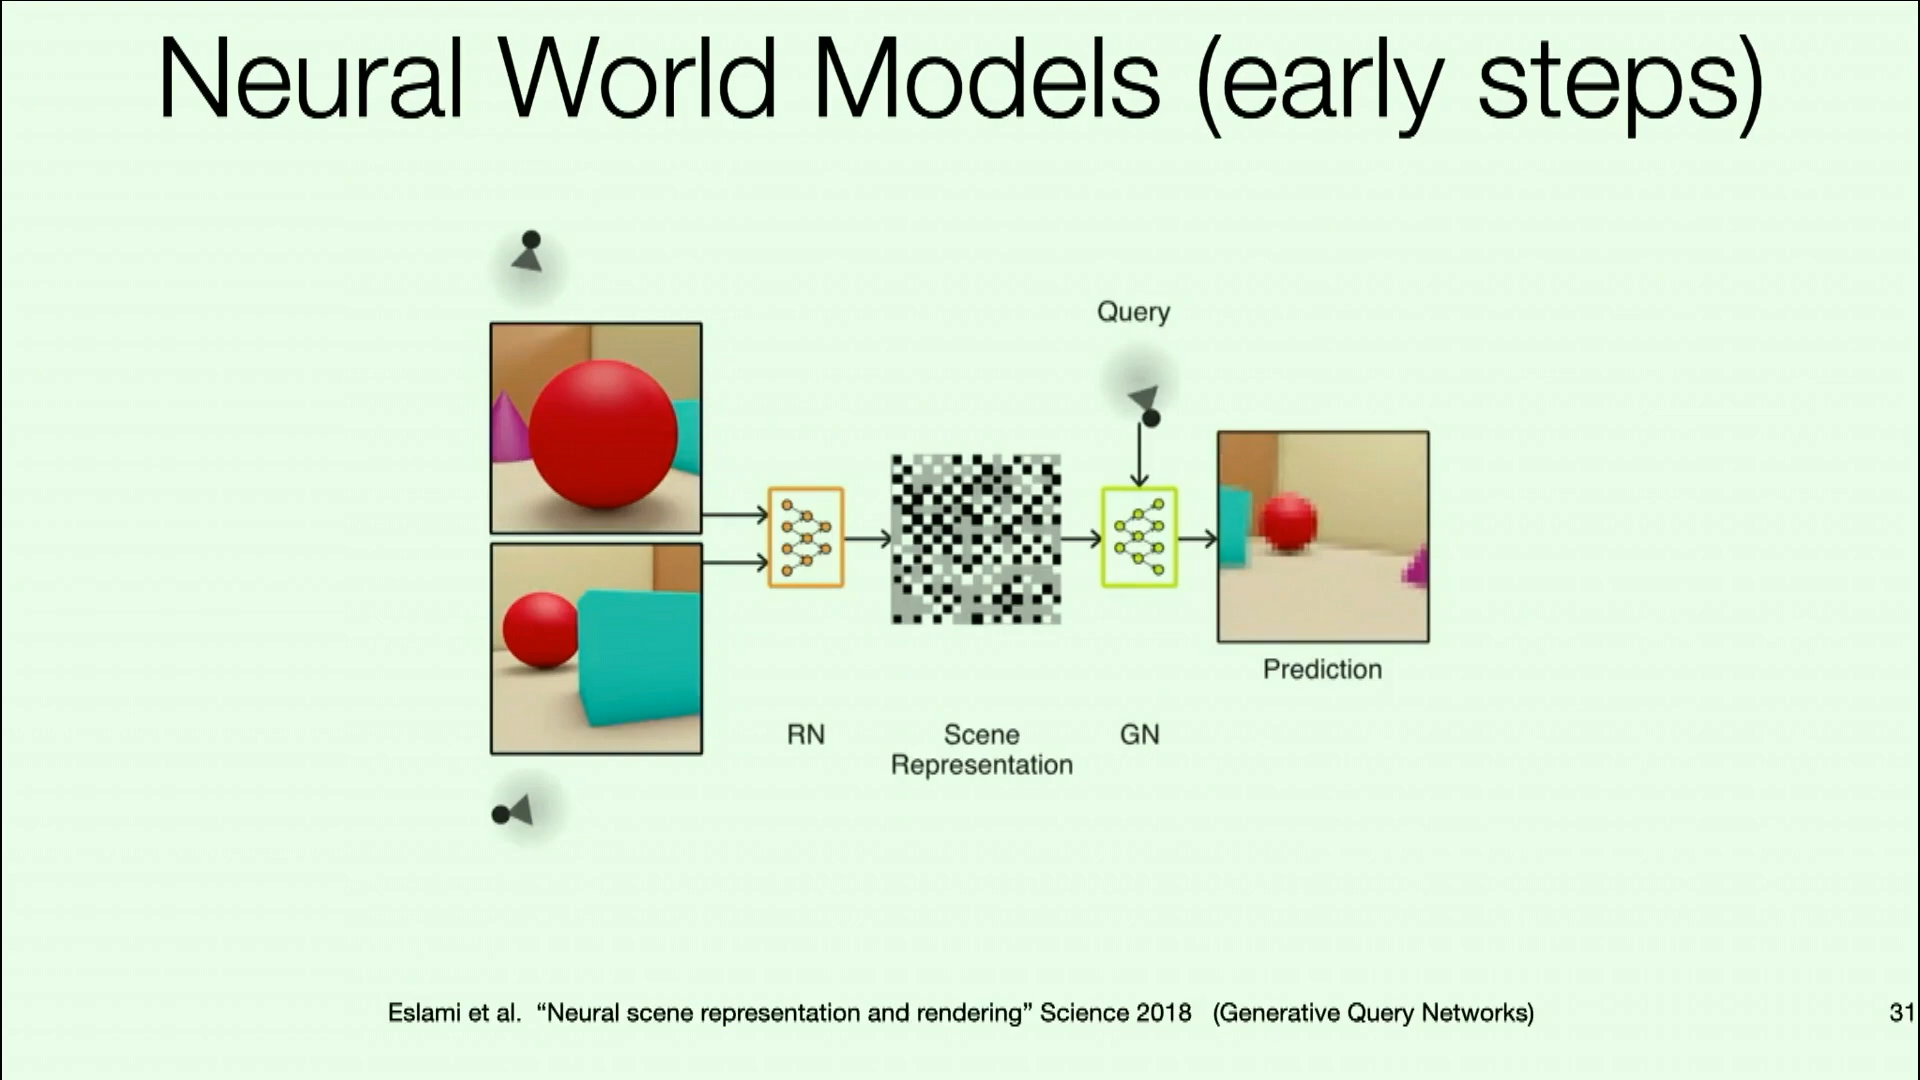 Neural World Models (early steps)
Query
Prediction
RN
Scene
Representation
GN
Eslami et al.  “Neural scene representation and rendering” Science 2018   (Generative Query Networks)
31